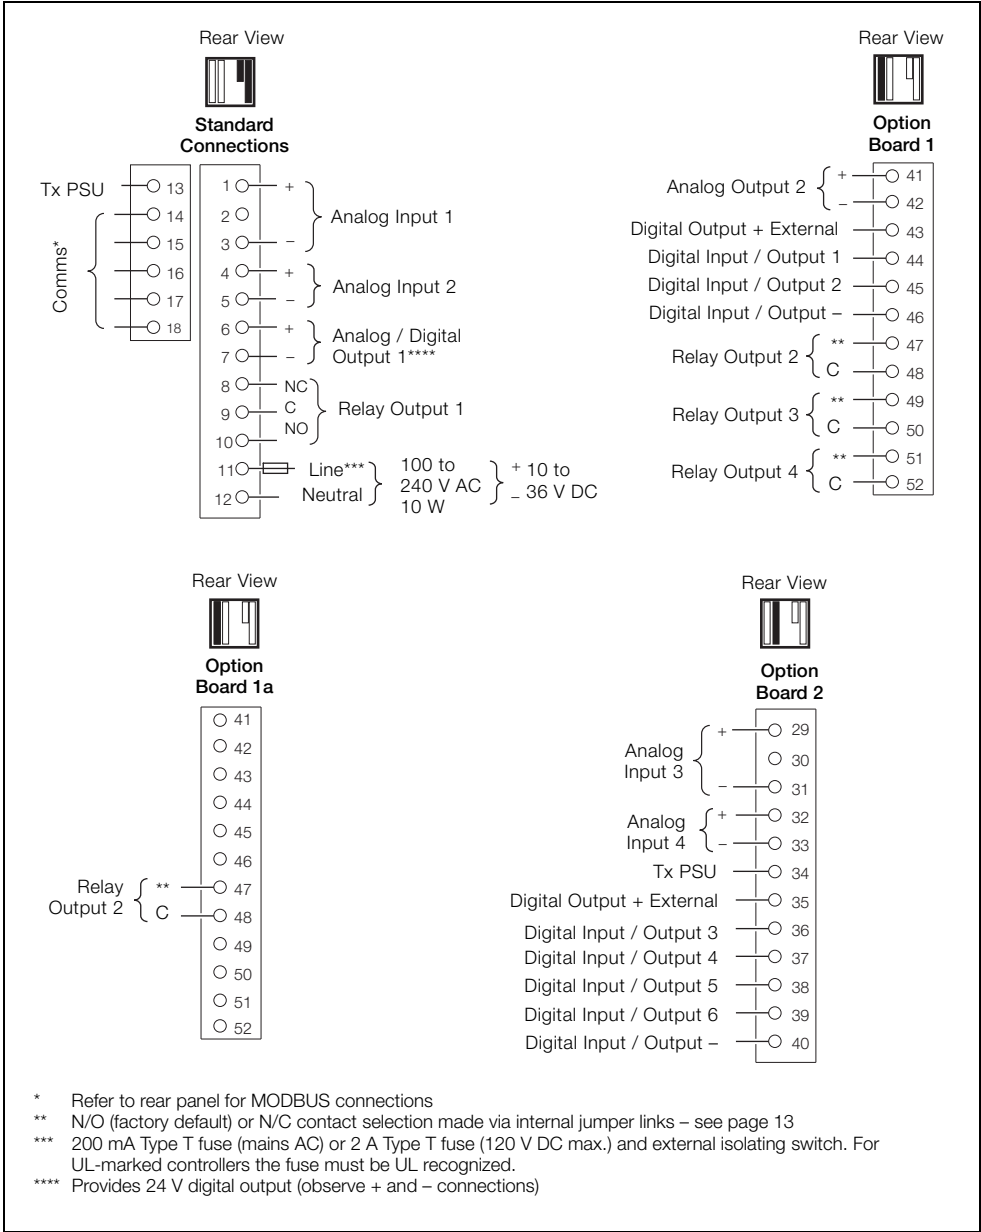 Rear View
Standard
Connections
Tx PSU
13
14
15
16
17
18
Comms*
1 +
2
3 –
Analog Input 1
4 +
5 –
Analog Input 2
6 +
7 –
Analog / Digital
Output 1****
8 NC
9 C
10 NO
Relay Output 1
11 Line***
12 Neutral
100 to
240 V AC
10 W
+ 10 to
– 36 V DC
Rear View
Option
Board 1
Analog Output 2
+ 41
– 42
Digital Output + External 43
Digital Input / Output 1 44
Digital Input / Output 2 45
Digital Input / Output – 46
Relay Output 2
** 47
C 48
Relay Output 3
** 49
C 50
Relay Output 4
** 51
C 52
Rear View
Option
Board 1a
41
42
43
44
45
46
Relay
Output 2
** 47
C 48
49
50
51
52
Rear View
Option
Board 2
Analog
Input 3
+ 29
30
– 31
Analog
Input 4
+ 32
– 33
Tx PSU 34
Digital Output + External 35
Digital Input / Output 3 36
Digital Input / Output 4 37
Digital Input / Output 5 38
Digital Input / Output 6 39
Digital Input / Output – 40
* Refer to rear panel for MODBUS connections
** N/O (factory default) or N/C contact selection made via internal jumper links – see page 13
*** 200 mA Type T fuse (mains AC) or 2 A Type T fuse (120 V DC max.) and external isolating switch. For
UL-marked controllers the fuse must be UL recognized.
**** Provides 24 V digital output (observe + and – connections)